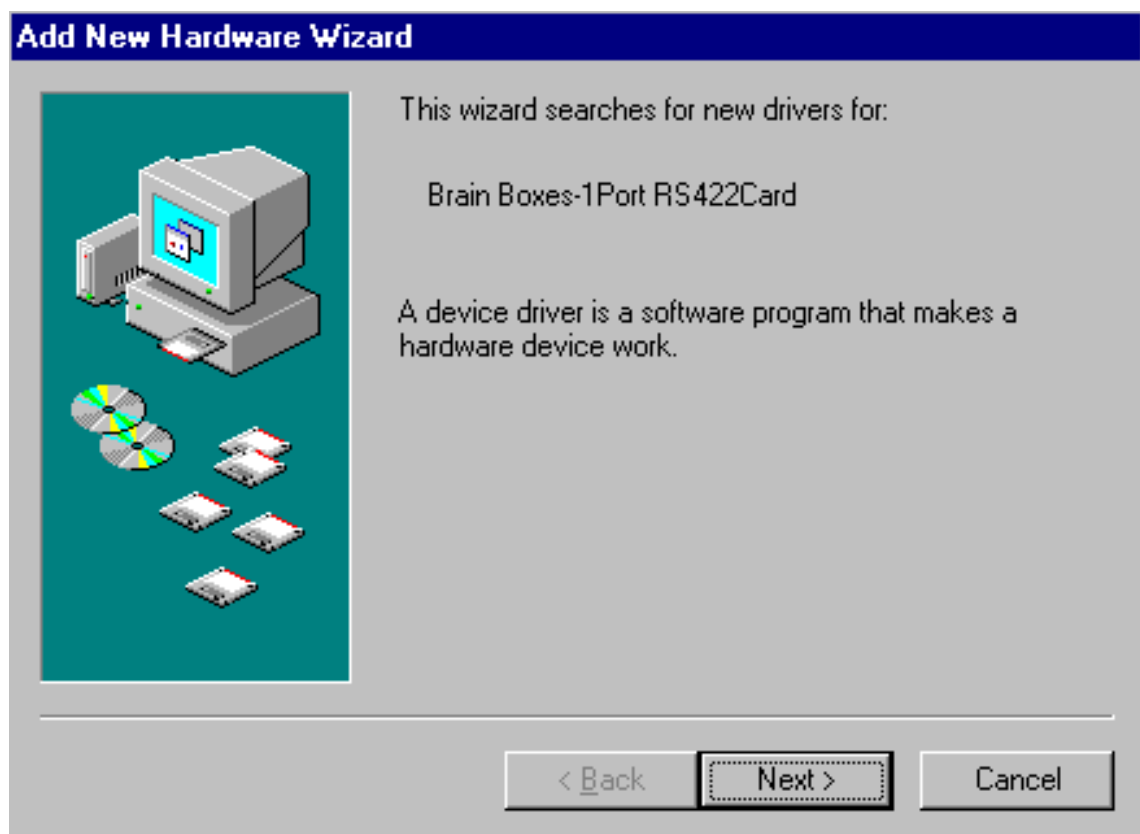 Add New Hardware Wizard
This wizard searches for new drivers for:
Brain Boxes-1Port RS422Card
A device driver is a software program that makes a
hardware device work.
< Back
Next >
Cancel